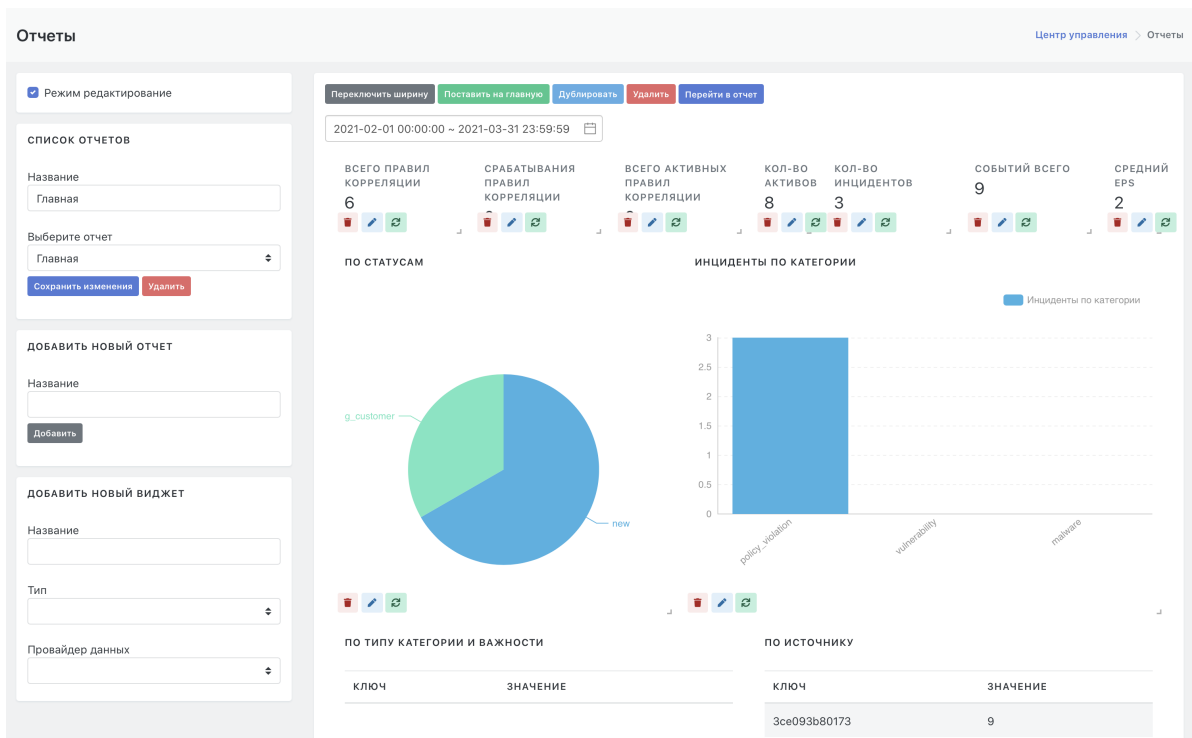 Отчеты
Центр управления > Отчеты
Режим редактирование
СПИСОК ОТЧЕТОВ
Название
Главная
Выберите отчет
Главная
Сохранить изменения Удалить
ДОБАВИТЬ НОВЫЙ ОТЧЕТ
Название
Добавить
ДОБАВИТЬ НОВЫЙ ВИДЖЕТ
Название
Тип
Провайдер данных
Переключить ширину Поставить на главную Дублировать Удалить Перейти в отчет
2021-02-01 00:00:00 ~ 2021-03-31 23:59:59
ВСЕГО ПРАВИЛ
КОРРЕЛЯЦИИ
6
СРАБАТЫВАНИЯ
ПРАВИЛ
КОРРЕЛЯЦИИ
ВСЕГО АКТИВНЫХ
ПРАВИЛ
КОРРЕЛЯЦИИ
КОЛ-ВО
АКТИВОВ
8
КОЛ-ВО
ИНЦИДЕНТОВ
3
СОБЫТИЙ ВСЕГО
9
СРЕДНИЙ
EPS
2
ПО СТАТУСАМ
g_customer
new
ИНЦИДЕНТЫ ПО КАТЕГОРИИ
Инциденты по категории
3
2.5
2
1.5
1
0.5
0
policy_violation
vulnerability
malware
ПО ТИПУ КАТЕГОРИИ И ВАЖНОСТИ
КЛЮЧ ЗНАЧЕНИЕ
ПО ИСТОЧНИКУ
КЛЮЧ ЗНАЧЕНИЕ
3ce093b80173 9